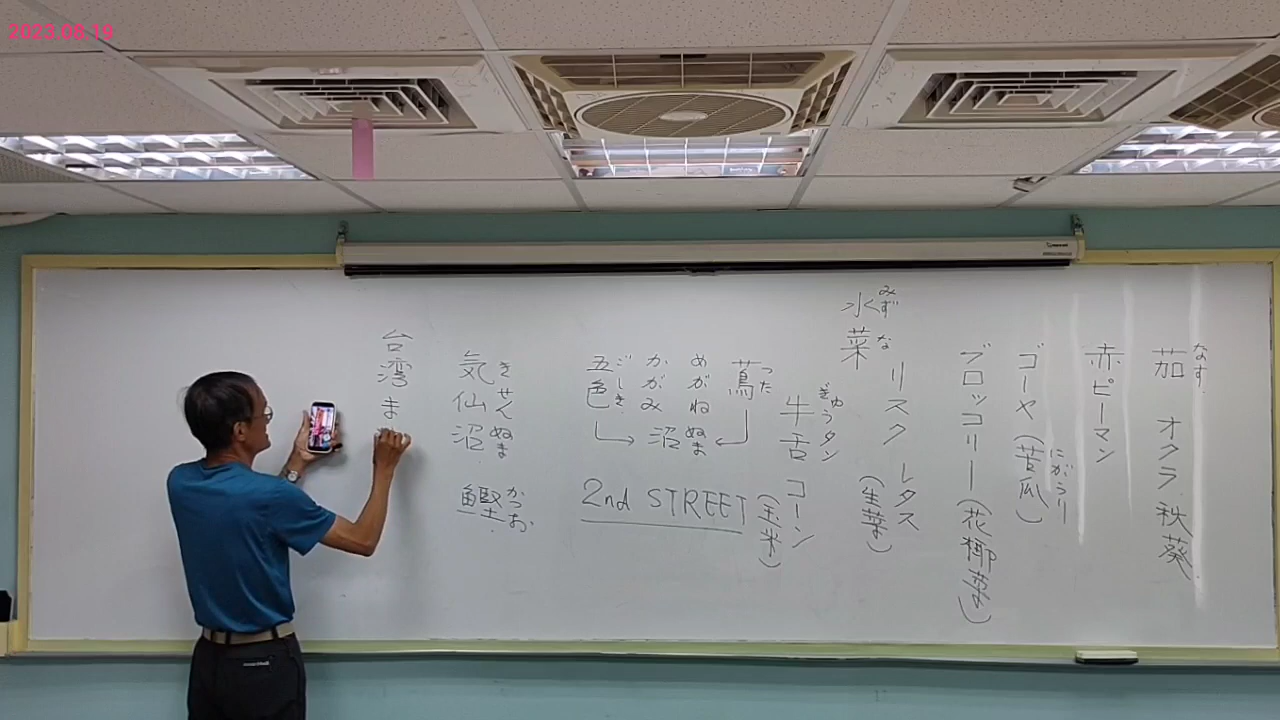 2023.08.19
茄 なす
オクラ 秋葵
赤ピーマン
ゴーヤ(苦瓜) にがうり
ブロッコリー(花椰菜)
水菜 みずな
リスク レタス
(生菜)
牛舌 ぎゅうタン
コーン
(玉米)
蔦 つた
めがね
かがみ
五色 ごしき
沼 ぬま
2nd STREET
気仙沼 きせんぬま
鰹 かつお
台湾ま